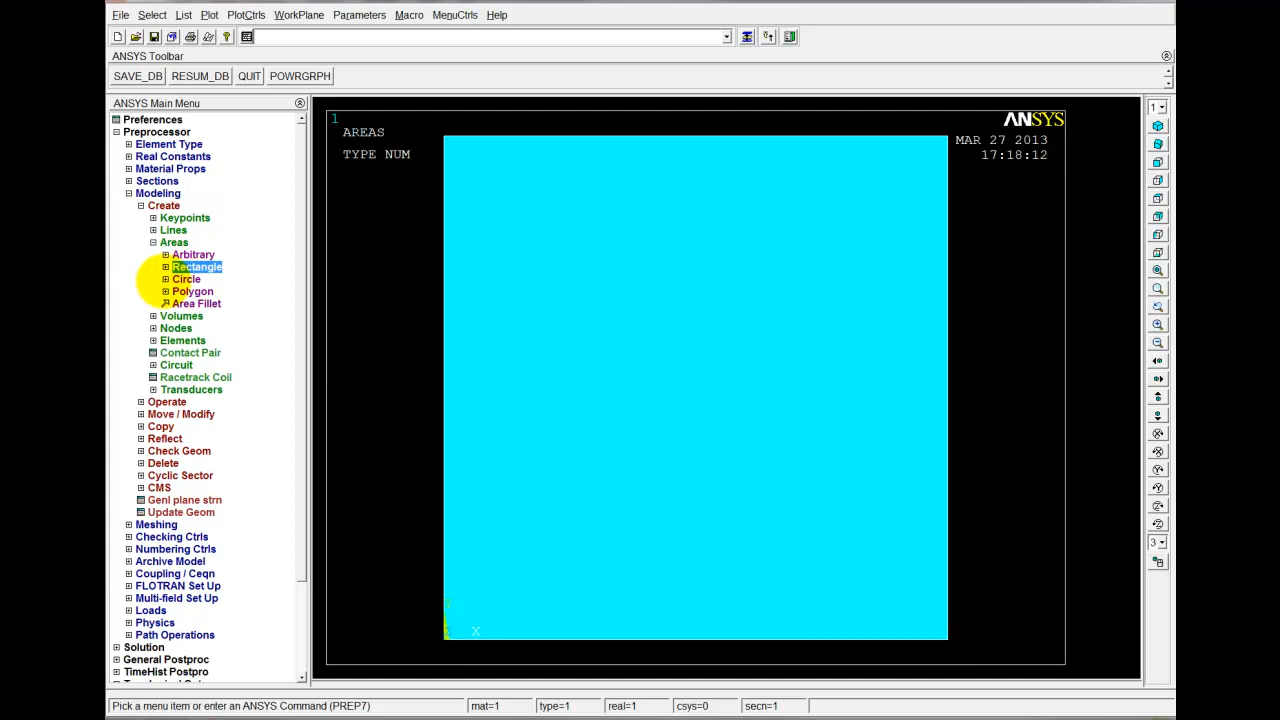 File Select List Plot PlotCtrls WorkPlane Parameters Macro MenuCtrls Help
ANSYS Toolbar
SAVE_DB RESUM_DB QUIT POWRGRPH
ANSYS Main Menu
Preferences
Preprocessor
Element Type
Real Constants
Material Props
Sections
Modeling
Create
Keypoints
Lines
Areas
Arbitrary
Rectangle
Circle
Polygon
Area Fillet
Volumes
Nodes
Elements
Contact Pair
Circuit
Racetrack Coil
Transducers
Operate
Move / Modify
Copy
Reflect
Check Geom
Delete
Cyclic Sector
CMS
Genl plane strn
Update Geom
Meshing
Checking Ctrls
Numbering Ctrls
Archive Model
Coupling / Ceqn
FLOTRAN Set Up
Multi-field Set Up
Loads
Physics
Path Operations
Solution
General Postproc
TimeHist Postpro
1
AREAS
TYPE NUM
ANSYS
MAR 27 2013
17:18:12
Y
Z X
1
3
Pick a menu item or enter an ANSYS Command (PREP7) mat=1 type=1 real=1 csys=0 secn=1